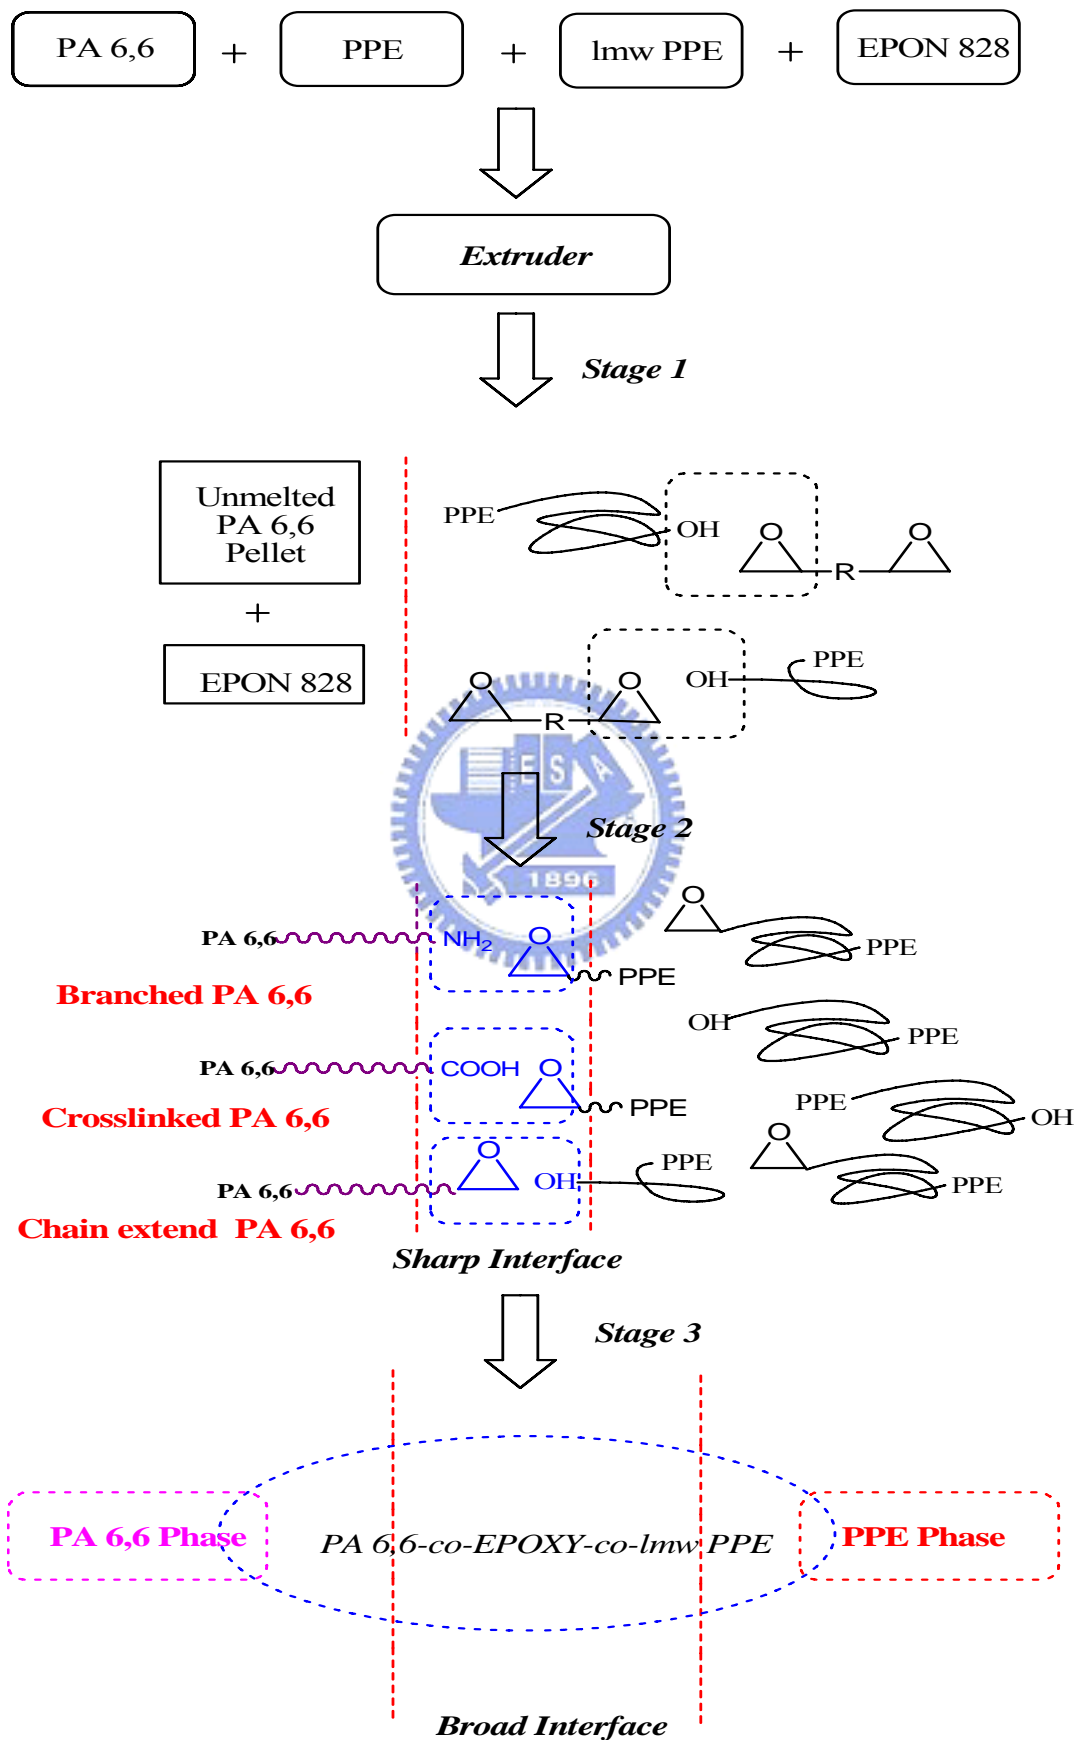 PA 6,6 + PPE + lmw PPE + EPON 828
Extruder
Stage 1
Unmelted
PA 6,6
Pellet
+
EPON 828
PPE OH O R O
O R O OH PPE
ESA
1896
Stage 2
PA 6,6 NH2 O PPE
Branched PA 6,6
O PPE
OH PPE
PA 6,6 COOH O PPE
Crosslinked PA 6,6
PPE OH
PA 6,6 O OH PPE
O PPE
Chain extend PA 6,6
Sharp Interface
Stage 3
PA 6,6 Phase
PA 6,6-co-EPOXY-co-lmw PPE
PPE Phase
Broad Interface